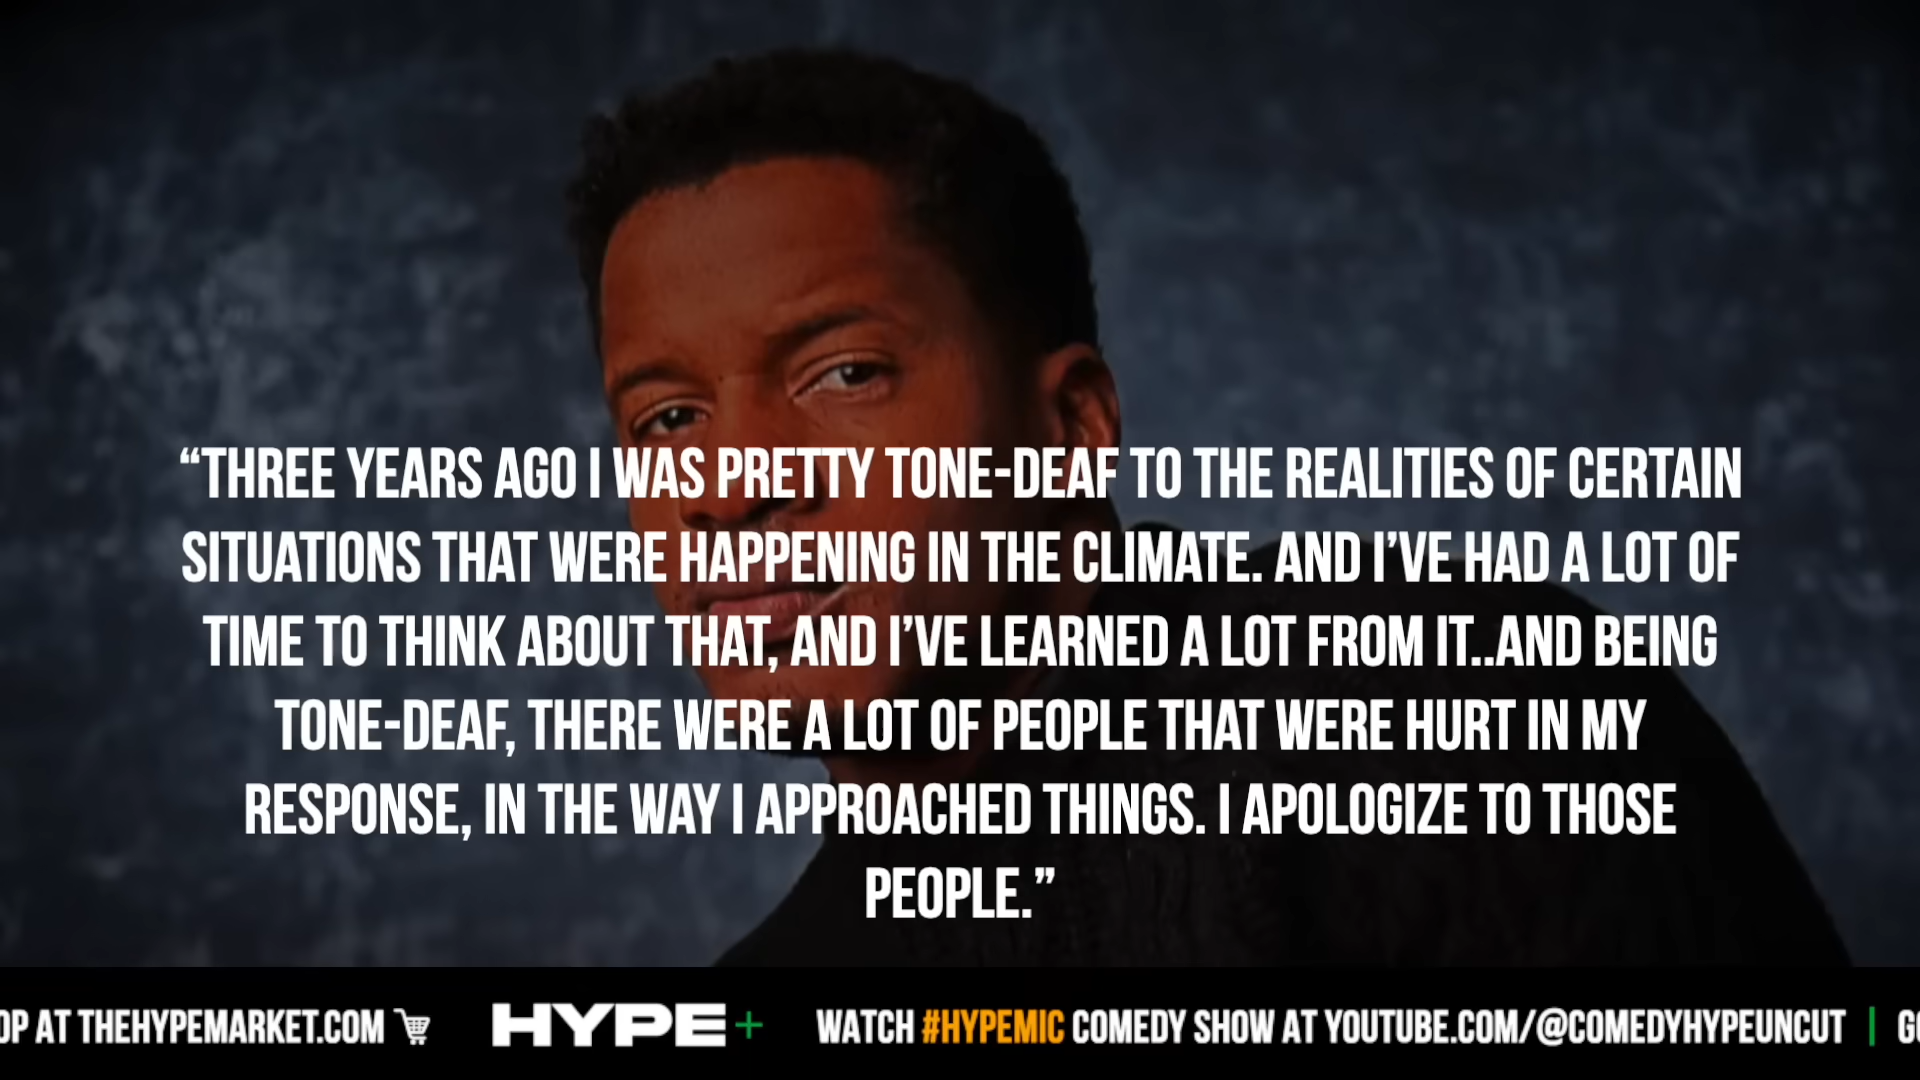 “THREE YEARS AGO I WAS PRETTY TONE-DEAF TO THE REALITIES OF CERTAIN
SITUATIONS THAT WERE HAPPENING IN THE CLIMATE. AND I’VE HAD A LOT OF
TIME TO THINK ABOUT THAT, AND I’VE LEARNED A LOT FROM IT..AND BEING
TONE-DEAF, THERE WERE A LOT OF PEOPLE THAT WERE HURT IN MY
RESPONSE, IN THE WAY I APPROACHED THINGS. I APOLOGIZE TO THOSE
PEOPLE.”
OP AT THEHYPEMARKET.COM HYPE+ WATCH #HYPEMIC COMEDY SHOW AT YOUTUBE.COM/@COMEDYHYPEUNCUT |